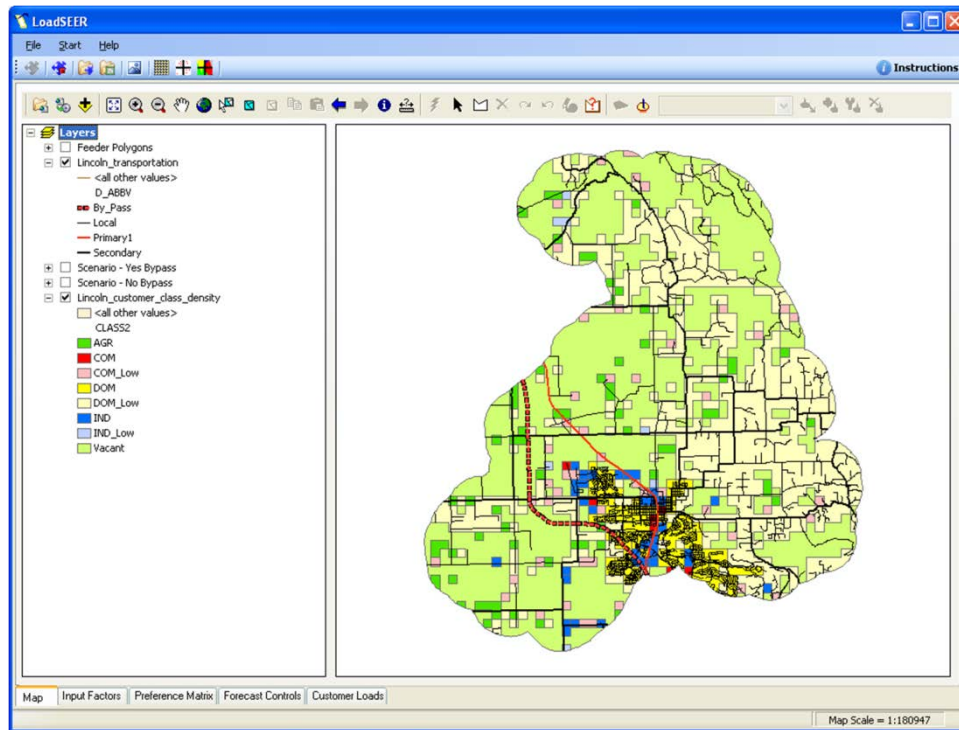 LoadSEER
File Start Help
Instructions
Layers
Feeder Polygons
Lincoln_transportation
<all other values>
D_ABBV
By_Pass
Local
Primary1
Secondary
Scenario - Yes Bypass
Scenario - No Bypass
Lincoln_customer_class_density
<all other values>
CLASS2
AGR
COM
COM_Low
DOM
DOM_Low
IND
IND_Low
Vacant
Map Input Factors Preference Matrix Forecast Controls Customer Loads
Map Scale = 1:180947